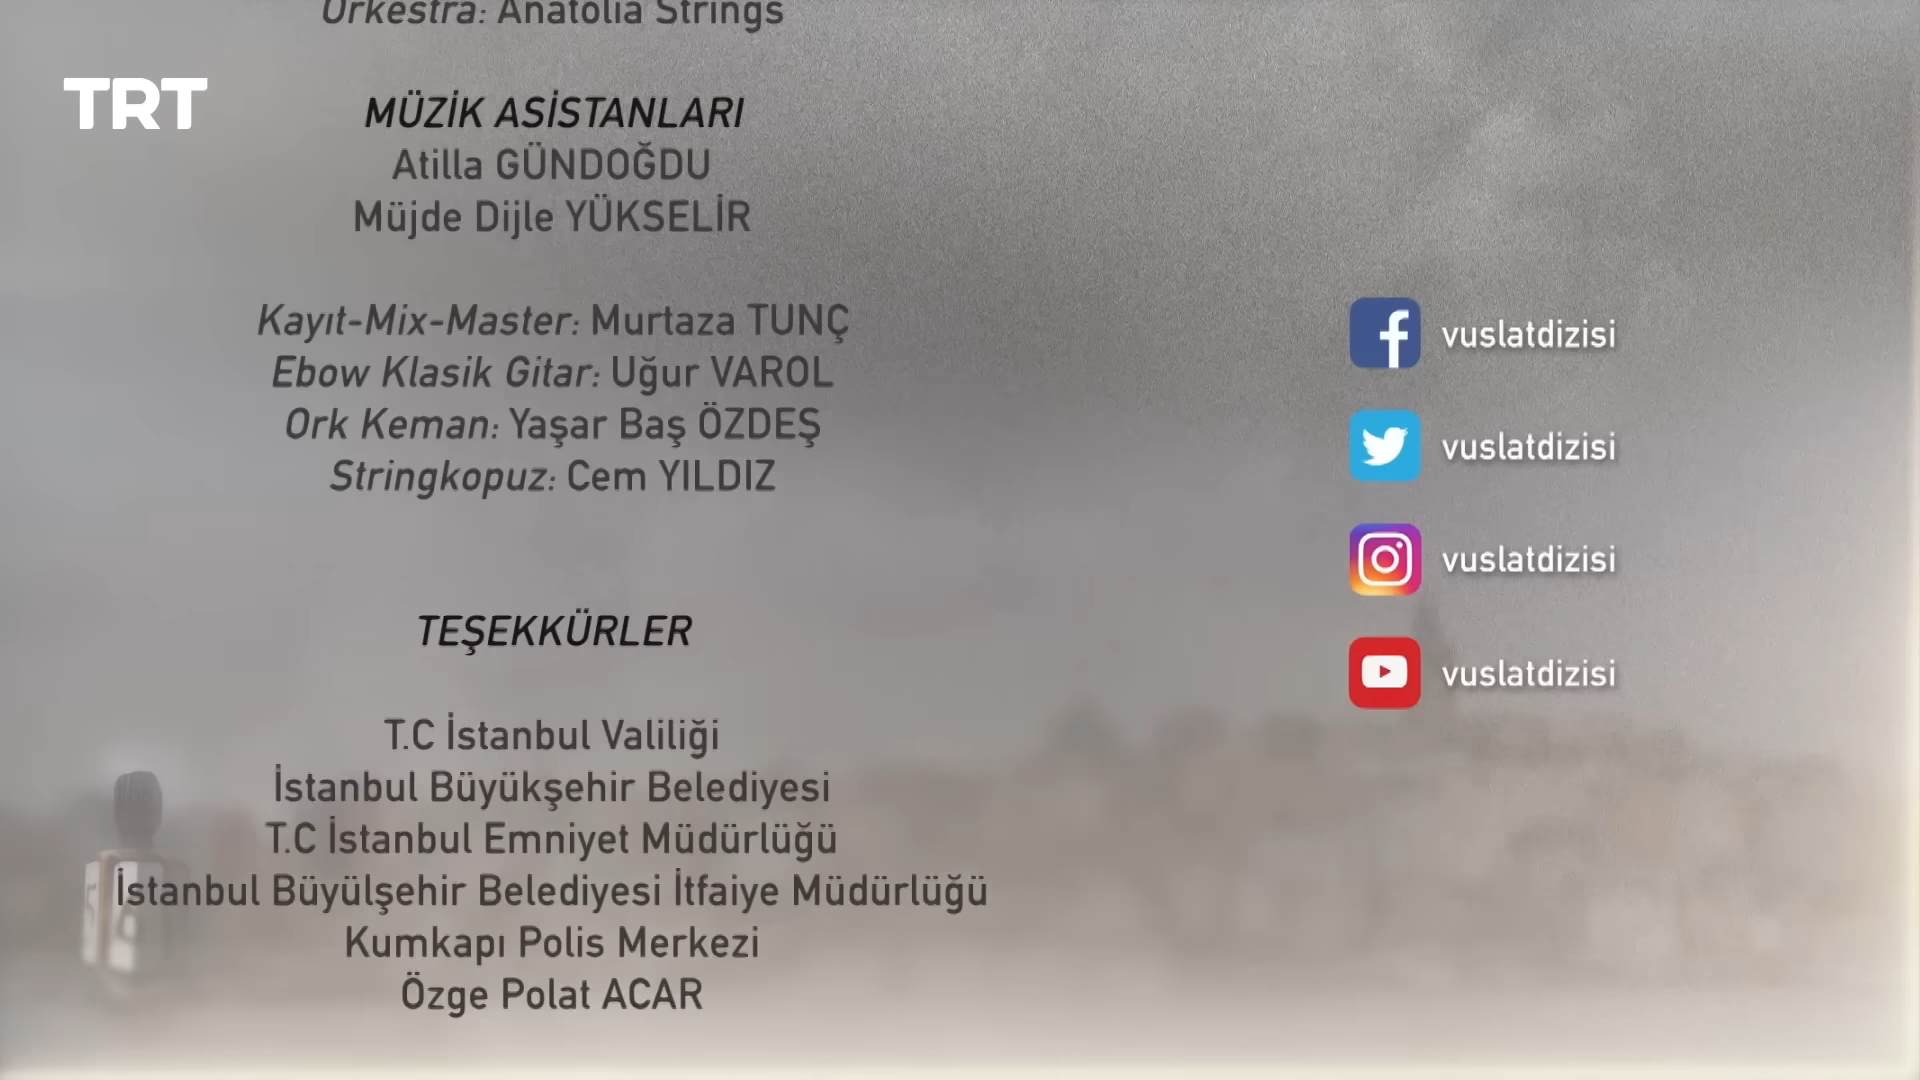 Orkestra: Anatolia Strings
TRT
MÜZİK ASİSTANLARI
Atilla GÜNDOĞDU
Müjde Dijle YÜKSELİR
Kayıt-Mix-Master: Murtaza TUNÇ
Ebow Klasik Gitar: Uğur VAROL
Ork Keman: Yaşar Baş ÖZDEŞ
Stringkopuz: Cem YILDIZ
TEŞEKKÜRLER
T.C İstanbul Valiliği
İstanbul Büyükşehir Belediyesi
T.C İstanbul Emniyet Müdürlüğü
İstanbul Büyülşehir Belediyesi İtfaiye Müdürlüğü
Kumkapı Polis Merkezi
Özge Polat ACAR
vuslatdizisi
vuslatdizisi
vuslatdizisi
vuslatdizisi